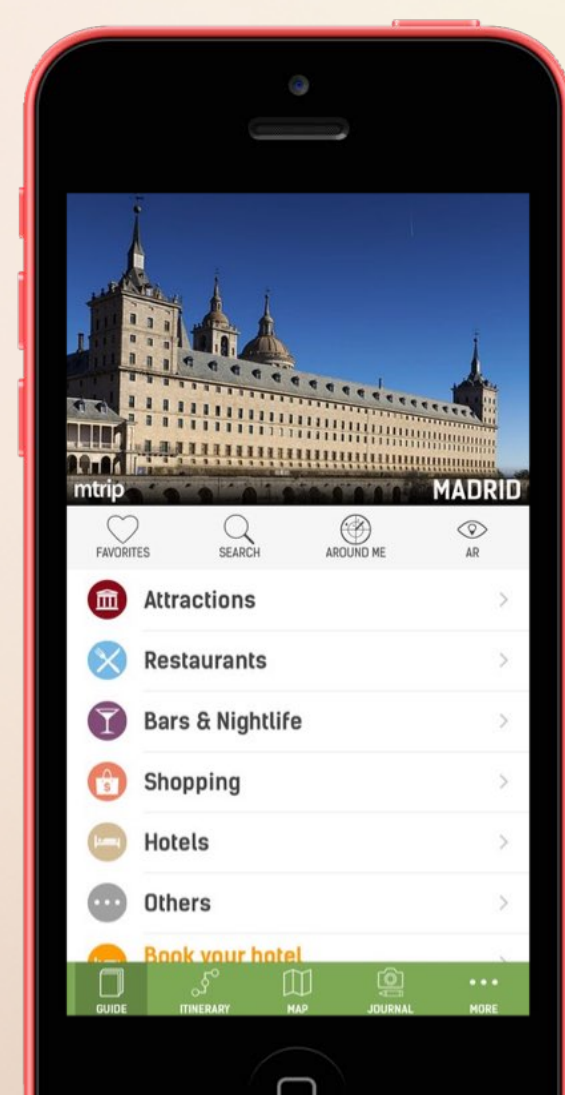 mtrip
MADRID
FAVORITES SEARCH AROUND ME AR
Attractions
Restaurants
Bars & Nightlife
Shopping
$
Hotels
Others
Book your hotel
GUIDE ITINERARY MAP JOURNAL MORE